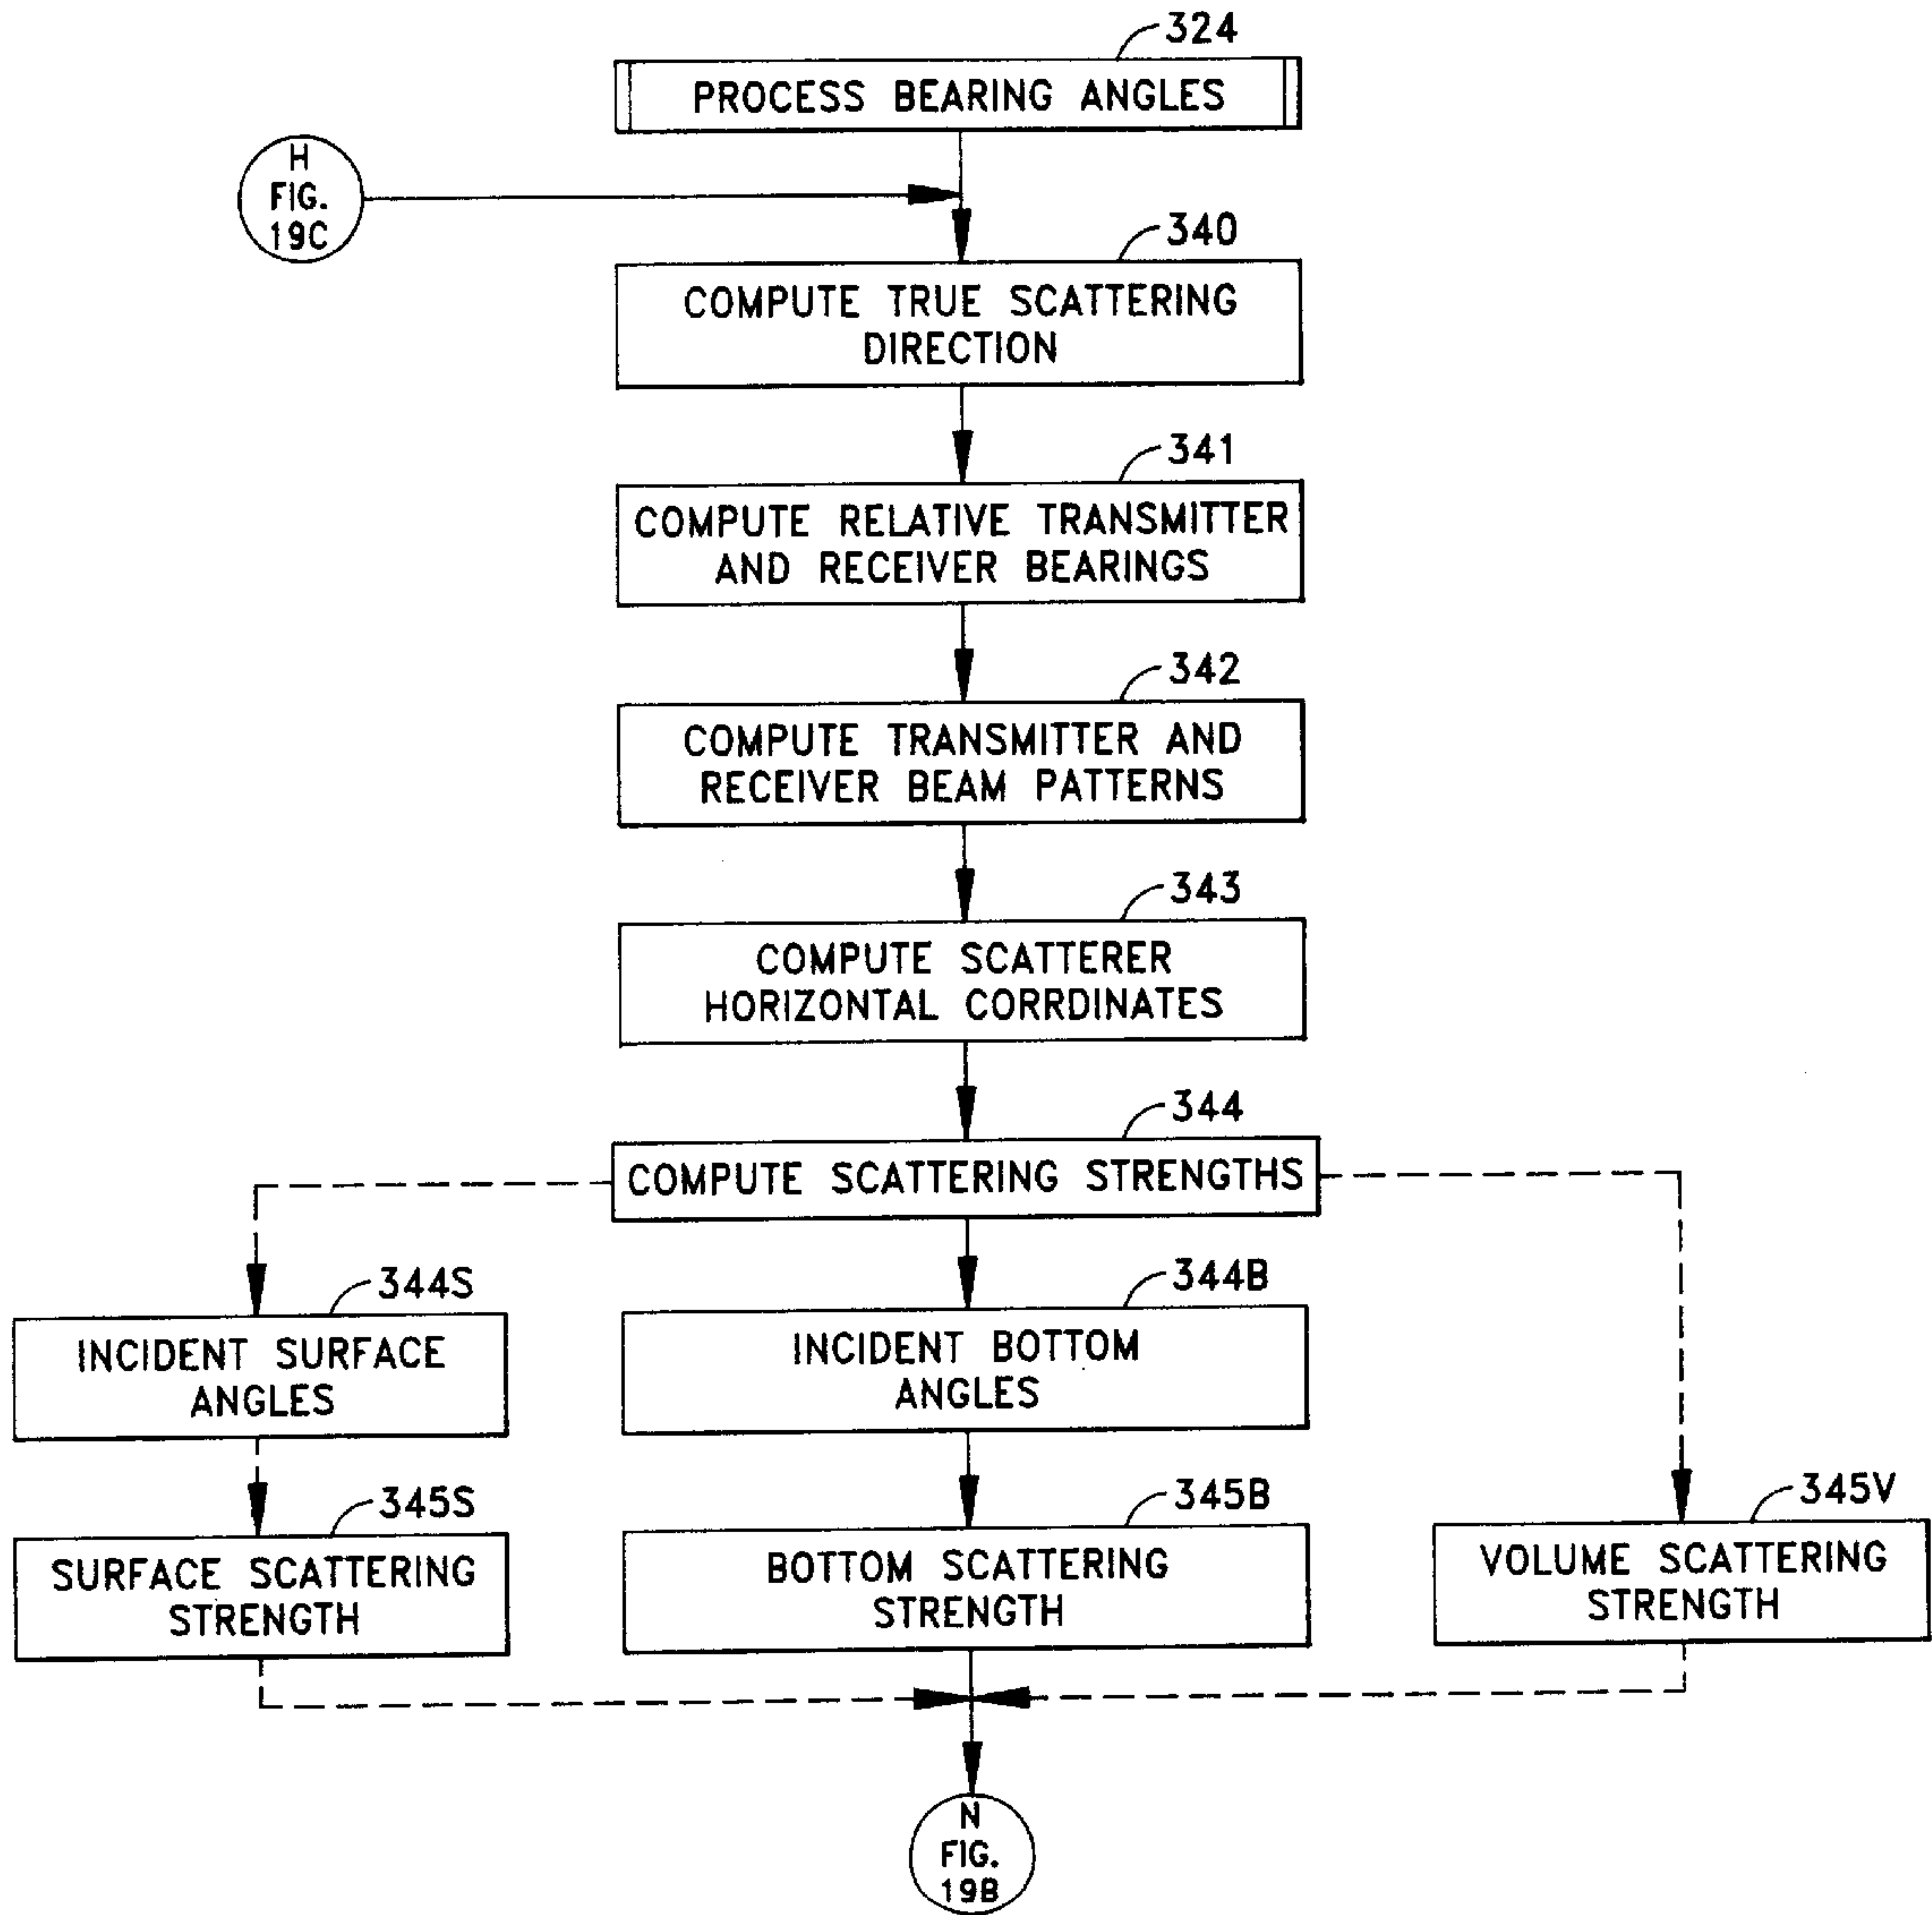 324
PROCESS BEARING ANGLES
H
FIG.
19C
340
COMPUTE TRUE SCATTERING
DIRECTION
341
COMPUTE RELATIVE TRANSMITTER
AND RECEIVER BEARINGS
342
COMPUTE TRANSMITTER AND
RECEIVER BEAM PATTERNS
343
COMPUTE SCATTERER
HORIZONTAL CORRDINATES
344
COMPUTE SCATTERING STRENGTHS
344S
INCIDENT SURFACE
ANGLES
344B
INCIDENT BOTTOM
ANGLES
345S
SURFACE SCATTERING
STRENGTH
345B
BOTTOM SCATTERING
STRENGTH
345V
VOLUME SCATTERING
STRENGTH
N
FIG.
19B